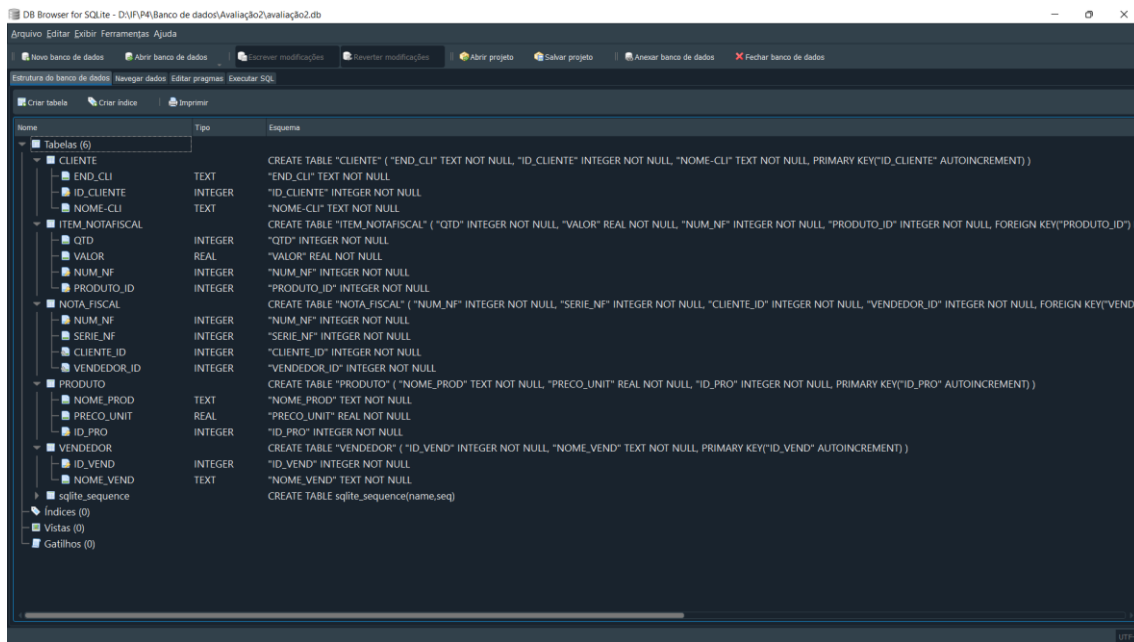 DB Browser for SQLite - D:\IF\P4\Banco de dados\Avaliação2\avaliação2.db
Arquivo Editar Exibir Ferramentas Ajuda
Novo banco de dados Abrir banco de dados Escrever modificações Reverter modificações Abrir projeto Salvar projeto Anexar banco de dados Fechar banco de dados
Estrutura do banco de dados Navegar dados Editar pragmas Executar SQL
Criar tabela Criar índice Imprimir
Nome Tipo Esquema
Tabelas (6)
CLIENTE CREATE TABLE "CLIENTE" ( "END_CLI" TEXT NOT NULL, "ID_CLIENTE" INTEGER NOT NULL, "NOME-CLI" TEXT NOT NULL, PRIMARY KEY("ID_CLIENTE" AUTOINCREMENT) )
END_CLI TEXT "END_CLI" TEXT NOT NULL
ID_CLIENTE INTEGER "ID_CLIENTE" INTEGER NOT NULL
NOME-CLI TEXT "NOME-CLI" TEXT NOT NULL
ITEM_NOTAFISCAL CREATE TABLE "ITEM_NOTAFISCAL" ( "QTD" INTEGER NOT NULL, "VALOR" REAL NOT NULL, "NUM_NF" INTEGER NOT NULL, "PRODUTO_ID" INTEGER NOT NULL, FOREIGN KEY("PRODUTO_ID")
QTD INTEGER "QTD" INTEGER NOT NULL
VALOR REAL "VALOR" REAL NOT NULL
NUM_NF INTEGER "NUM_NF" INTEGER NOT NULL
PRODUTO_ID INTEGER "PRODUTO_ID" INTEGER NOT NULL
NOTA_FISCAL CREATE TABLE "NOTA_FISCAL" ( "NUM_NF" INTEGER NOT NULL, "SERIE_NF" INTEGER NOT NULL, "CLIENTE_ID" INTEGER NOT NULL, "VENDEDOR_ID" INTEGER NOT NULL, FOREIGN KEY("VEND
NUM_NF INTEGER "NUM_NF" INTEGER NOT NULL
SERIE_NF INTEGER "SERIE_NF" INTEGER NOT NULL
CLIENTE_ID INTEGER "CLIENTE_ID" INTEGER NOT NULL
VENDEDOR_ID INTEGER "VENDEDOR_ID" INTEGER NOT NULL
PRODUTO CREATE TABLE "PRODUTO" ( "NOME_PROD" TEXT NOT NULL, "PRECO_UNIT" REAL NOT NULL, "ID_PRO" INTEGER NOT NULL, PRIMARY KEY("ID_PRO" AUTOINCREMENT) )
NOME_PROD TEXT "NOME_PROD" TEXT NOT NULL
PRECO_UNIT REAL "PRECO_UNIT" REAL NOT NULL
ID_PRO INTEGER "ID_PRO" INTEGER NOT NULL
VENDEDOR CREATE TABLE "VENDEDOR" ( "ID_VEND" INTEGER NOT NULL, "NOME_VEND" TEXT NOT NULL, PRIMARY KEY("ID_VEND" AUTOINCREMENT) )
ID_VEND INTEGER "ID_VEND" INTEGER NOT NULL
NOME_VEND TEXT "NOME_VEND" TEXT NOT NULL
sqlite_sequence CREATE TABLE sqlite_sequence(name,seq)
Índices (0)
Vistas (0)
Gatilhos (0)
UTF-